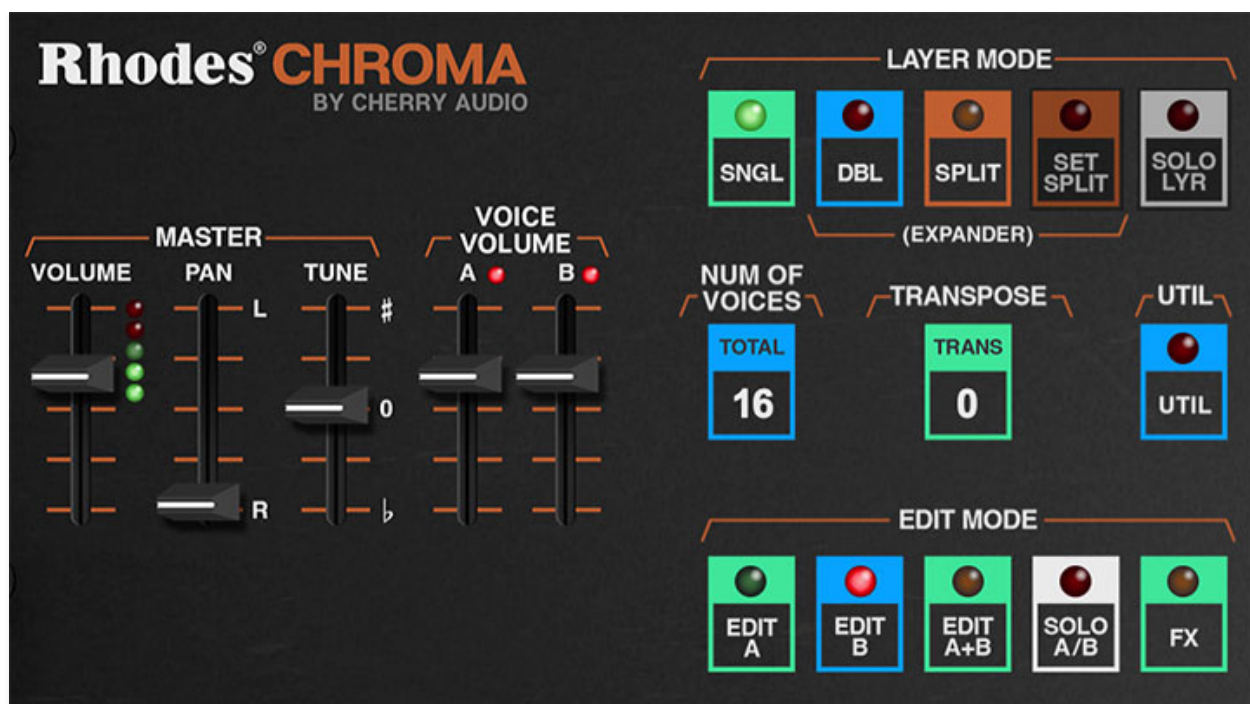 Rhodes® CHROMA
BY CHERRY AUDIO
MASTER
VOLUME PAN TUNE
L
R
♯
0
♭
VOICE
VOLUME
A B
LAYER MODE
SNGL
DBL
SPLIT
SET
SPLIT
SOLO
LYR
(EXPANDER)
NUM OF
VOICES
TOTAL
16
TRANSPOSE
TRANS
0
UTIL
UTIL
EDIT MODE
EDIT
A
EDIT
B
EDIT
A+B
SOLO
A/B
FX